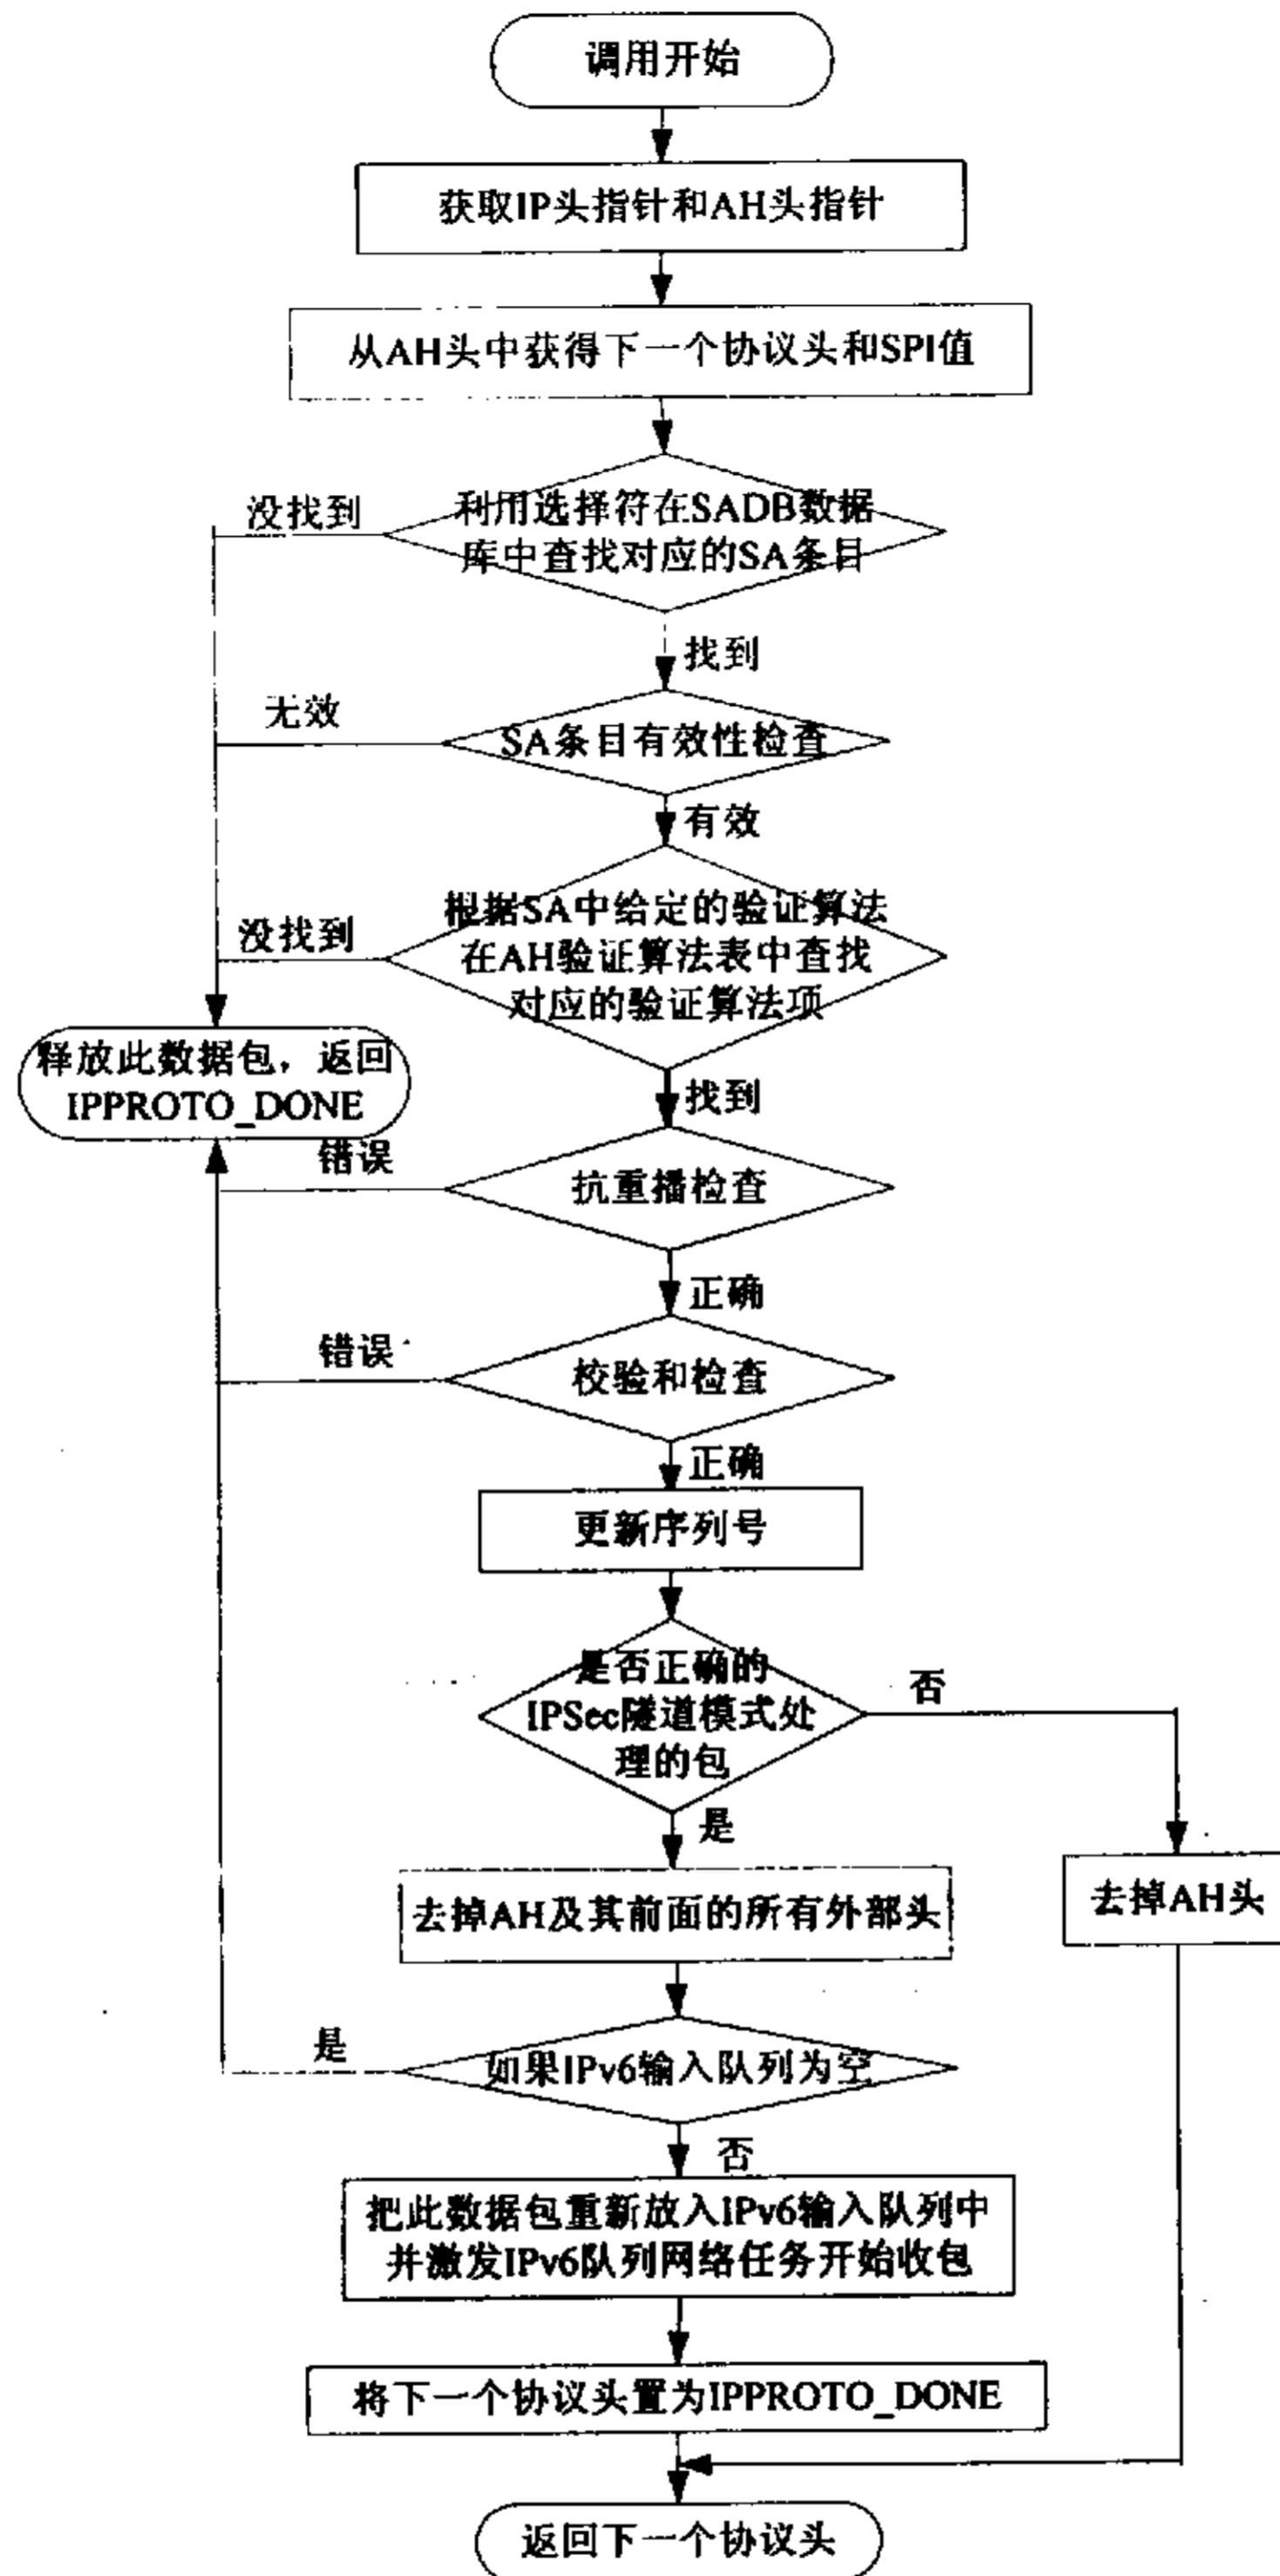 调用开始
获取IP头指针和AH头指针
从AH头中获得下一个协议头和SPI值
没找到
利用选择符在SADB数据
库中查找对应的SA条目
找到
无效
SA条目有效性检查
有效
没找到
根据SA中给定的验证算法
在AH验证算法表中查找
对应的验证算法项
释放此数据包，返回
IPPROTO_DONE
找到
错误
抗重播检查
正确
错误
校验和检查
正确
更新序列号
是否正确的
IPSec隧道模式处
理的包
否
是
去掉AH及其前面的所有外部头
去掉AH头
是
如果IPv6输入队列为空
否
把此数据包重新放入IPv6输入队列中
并激发IPv6队列网络任务开始收包
将下一个协议头置为IPPROTO_DONE
返回下一个协议头